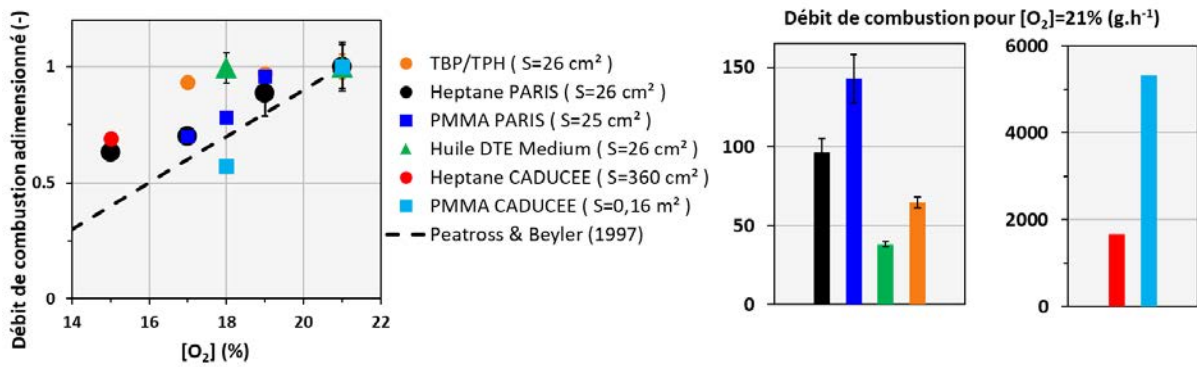 Débit de combustion adimensionné (-)
1
0.5
0
14
16
18
20
22
[O₂] (%)
TBP/TPH ( S=26 cm² )
Heptane PARIS ( S=26 cm² )
PMMA PARIS ( S=25 cm² )
Huile DTE Medium ( S=26 cm² )
Heptane CADUCEE ( S=360 cm² )
PMMA CADUCEE ( S=0,16 m² )
Peatross & Beyler (1997)
Débit de combustion pour [O₂]=21% (g.h⁻¹)
150
100
50
0
6000
4000
2000
0